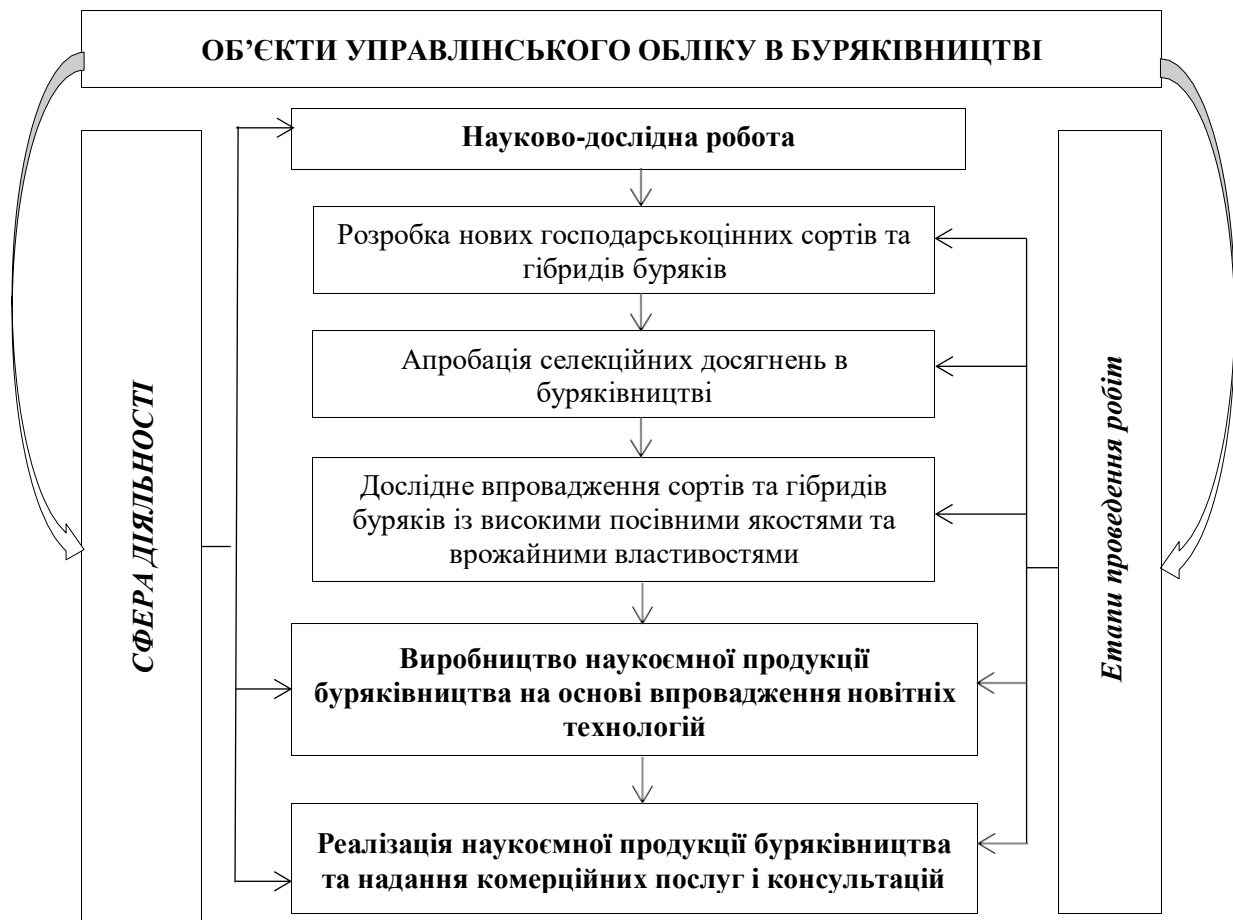 ОБ’ЄКТИ УПРАВЛІНСЬКОГО ОБЛІКУ В БУРЯКІВНИЦТВІ
СФЕРА ДІЯЛЬНОСТІ
Науково-дослідна робота
Розробка нових господарськоцінних сортів та
гібридів буряків
Апробація селекційних досягнень в
буряківництві
Дослідне впровадження сортів та гібридів
буряків із високими посівними якостями та
врожайними властивостями
Виробництво наукоємної продукції
буряківництва на основі впровадження новітніх
технологій
Реалізація наукоємної продукції буряківництва
та надання комерційних послуг і консультацій
Етапи проведення робіт